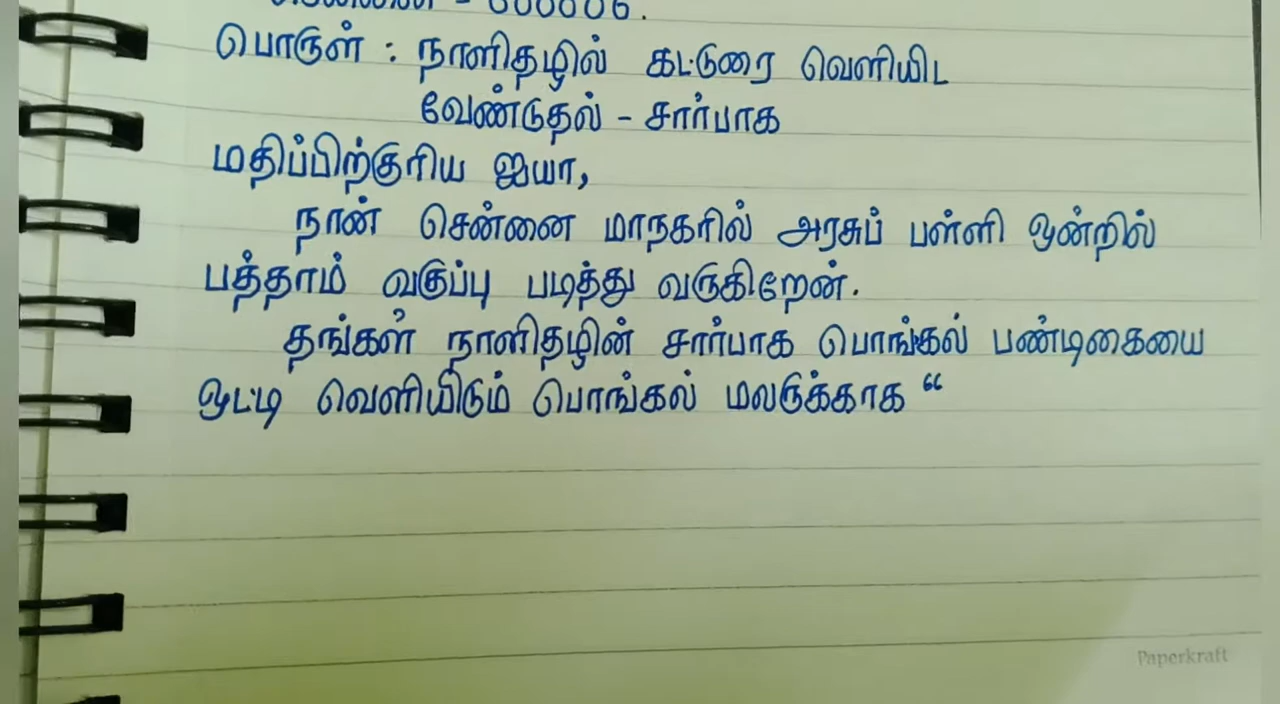 சென்னை - 600006.
பொருள் : நாளிதழில் கட்டுரை வெளியிட
வேண்டுதல் - சார்பாக
மதிப்பிற்குரிய ஐயா,
நான் சென்னை மாநகரில் அரசுப் பள்ளி ஒன்றில்
பத்தாம் வகுப்பு படித்து வருகிறேன்.
தங்கள் நாளிதழின் சார்பாக பொங்கல் பண்டிகையை
ஒட்டி வெளியிடும் பொங்கல் மலருக்காக “
Paperkraft